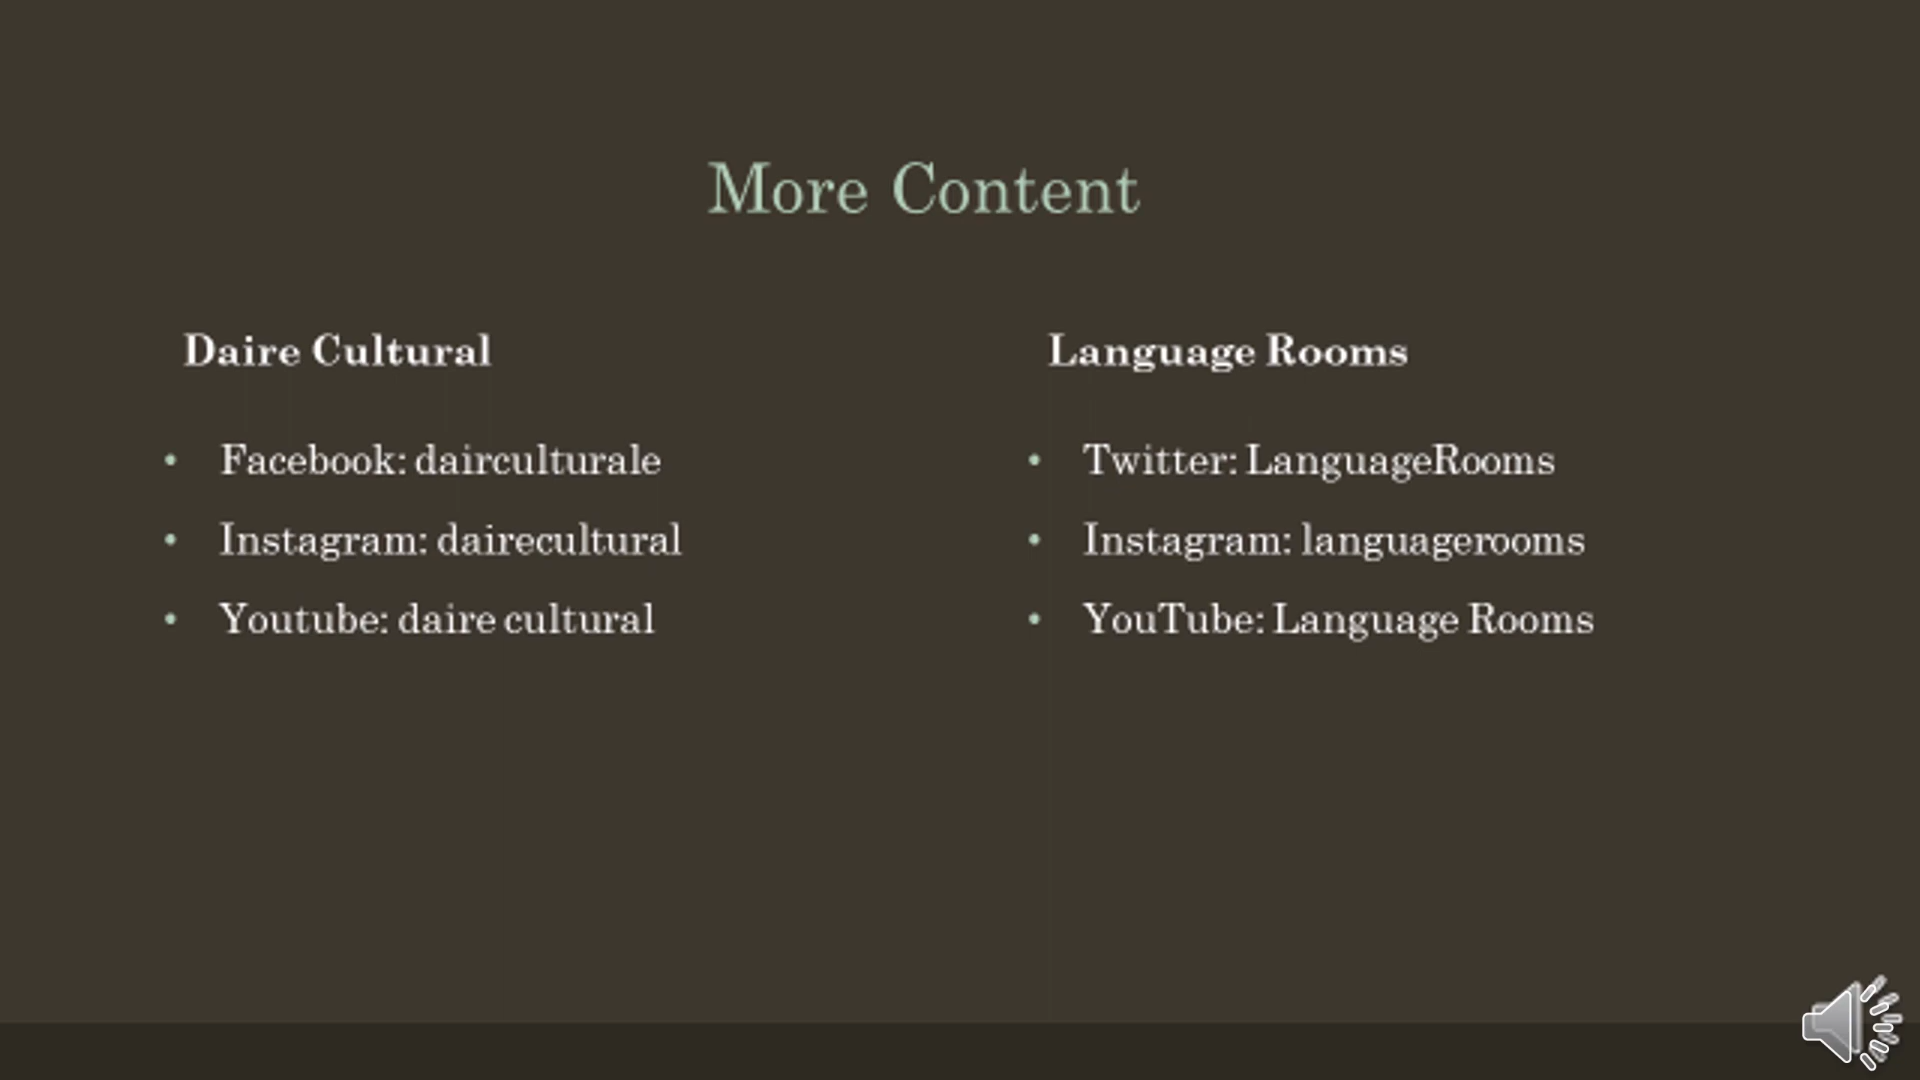 More Content
Daire Cultural
• Facebook: dairculturale
• Instagram: dairecultural
• Youtube: daire cultural
Language Rooms
• Twitter: LanguageRooms
• Instagram: languagerooms
• YouTube: Language Rooms